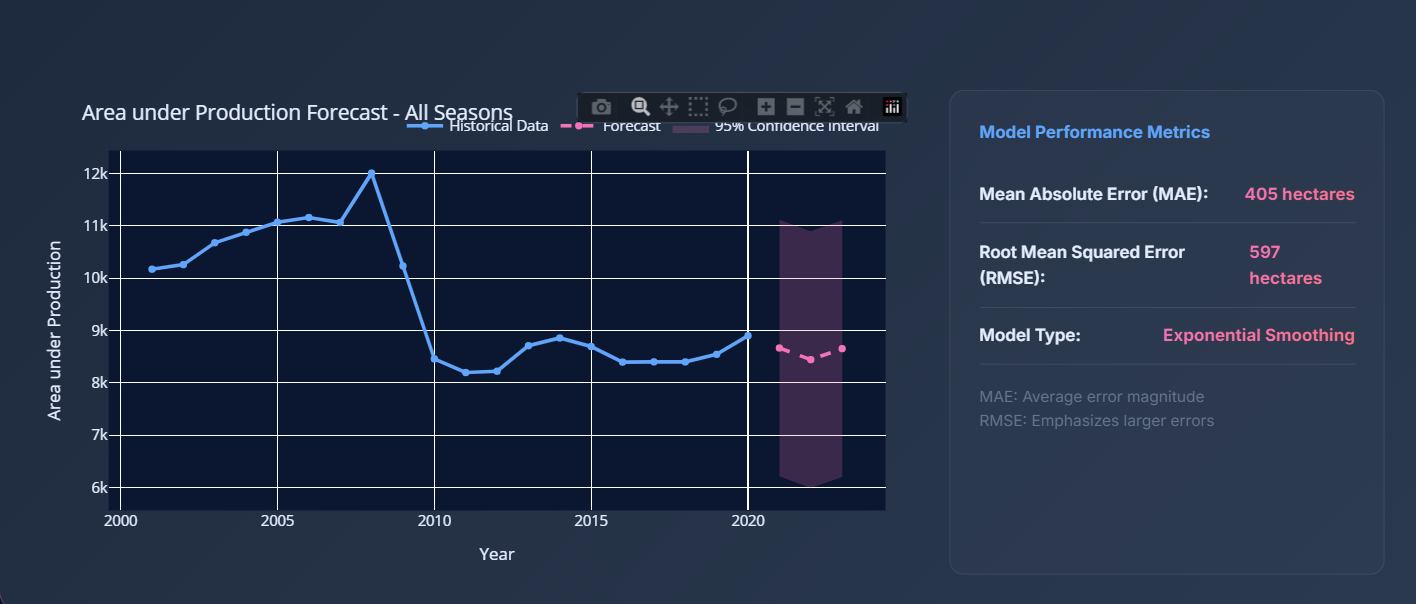 Area under Production Forecast - All Seasons
Historical Data
Forecast
95% Confidence Interval
12k
11k
10k
9k
8k
7k
6k
Area under Production
2000
2005
2010
2015
2020
Year
Model Performance Metrics
Mean Absolute Error (MAE): 405 hectares
Root Mean Squared Error 597
(RMSE): hectares
Model Type: Exponential Smoothing
MAE: Average error magnitude
RMSE: Emphasizes larger errors